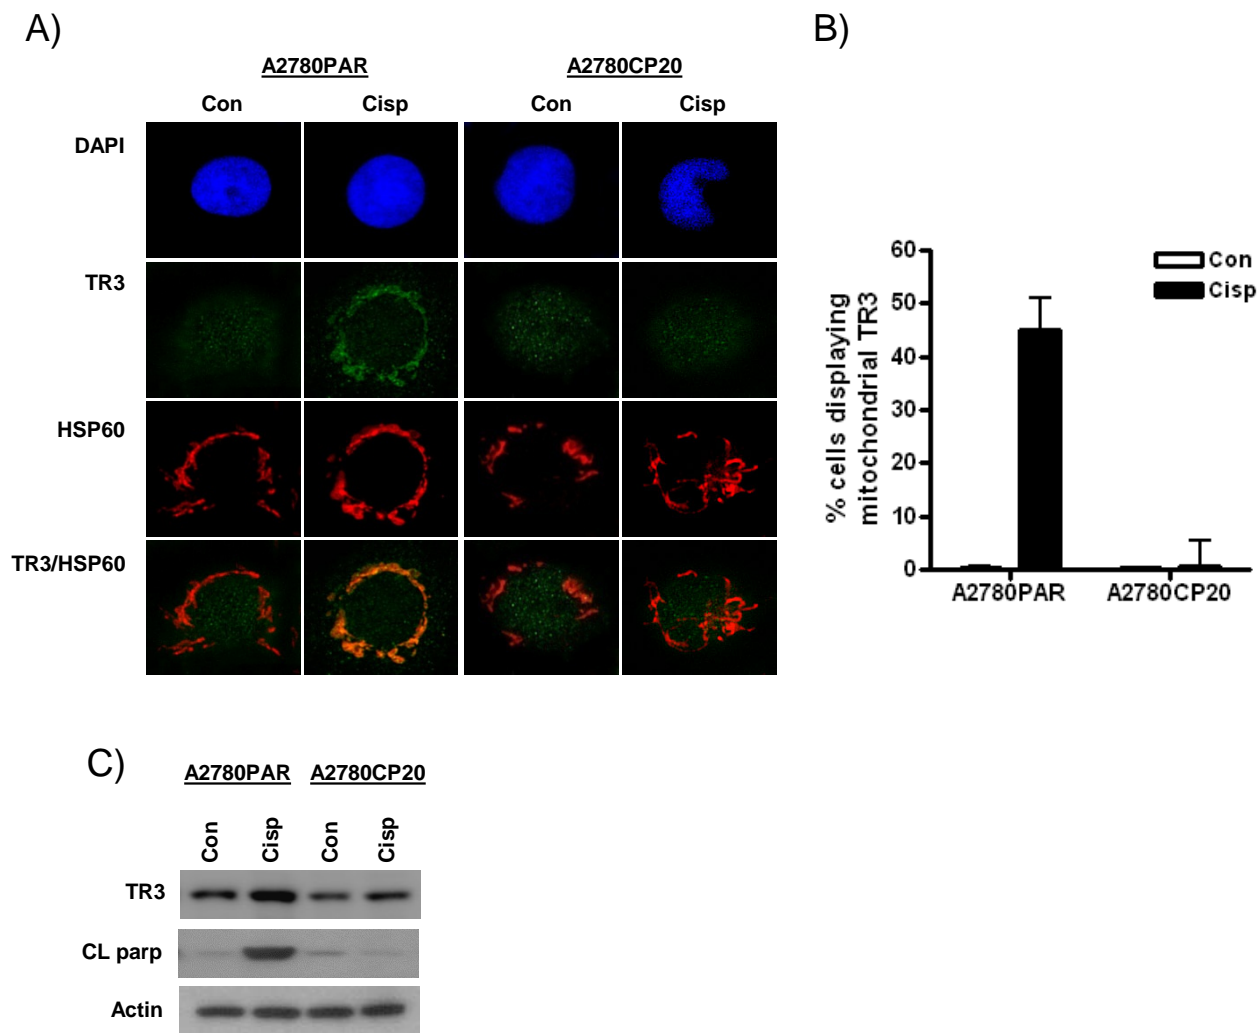 A)
A2780PAR A2780CP20
Con Cisp Con Cisp
DAPI
TR3
HSP60
TR3/HSP60
B)
60
50
40
30
20
10
0
% cells displaying
mitochondrial TR3
Con
Cisp
A2780PAR A2780CP20
C)
A2780PAR A2780CP20
Con Cisp Con Cisp
TR3
CL parp
Actin